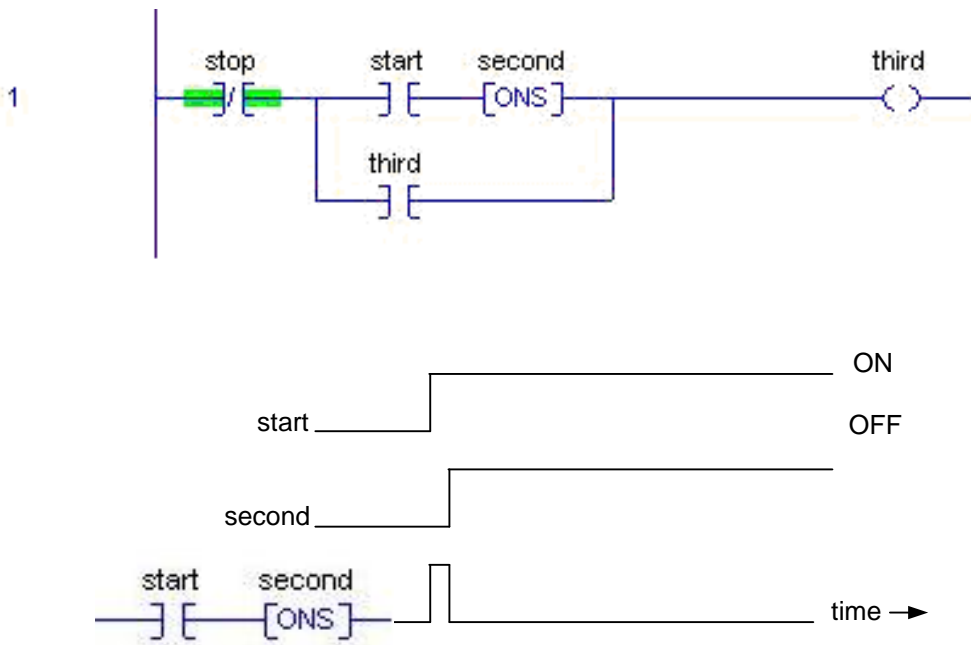 stop start second third
1 / [ONS] ( )
third
ON
start OFF
second
start second
[ONS] time